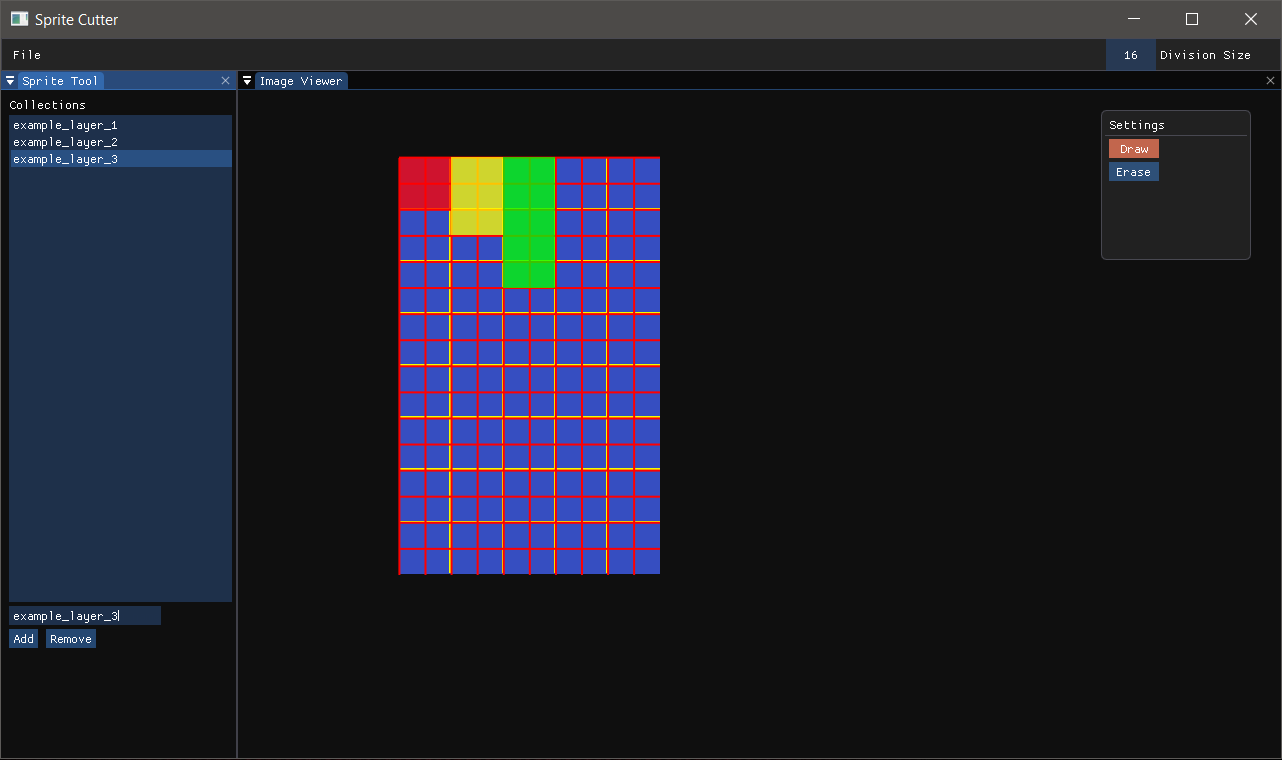 Sprite Cutter
File
16 Division Size
Sprite Tool
Image Viewer
Collections
example_layer_1
example_layer_2
example_layer_3
example_layer_3
Add Remove
Settings
Draw
Erase